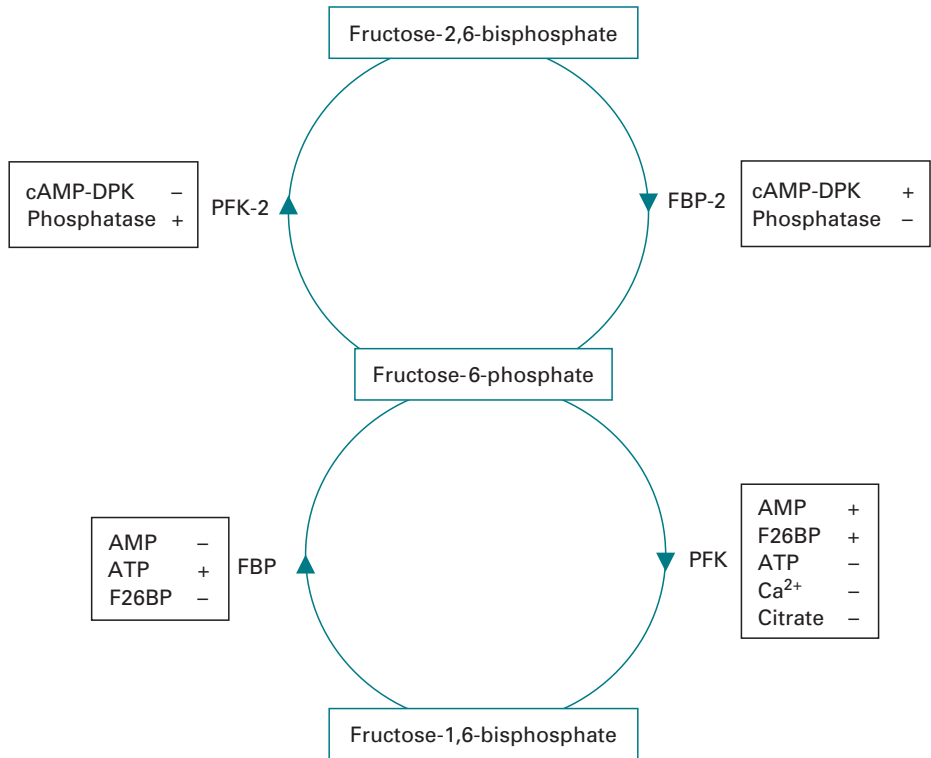 Fructose-2,6-bisphosphate
cAMP-DPK –
Phosphatase +
PFK-2
FBP-2
cAMP-DPK +
Phosphatase –
Fructose-6-phosphate
AMP –
ATP +
F26BP –
FBP
PFK
AMP +
F26BP +
ATP –
Ca²⁺ –
Citrate –
Fructose-1,6-bisphosphate